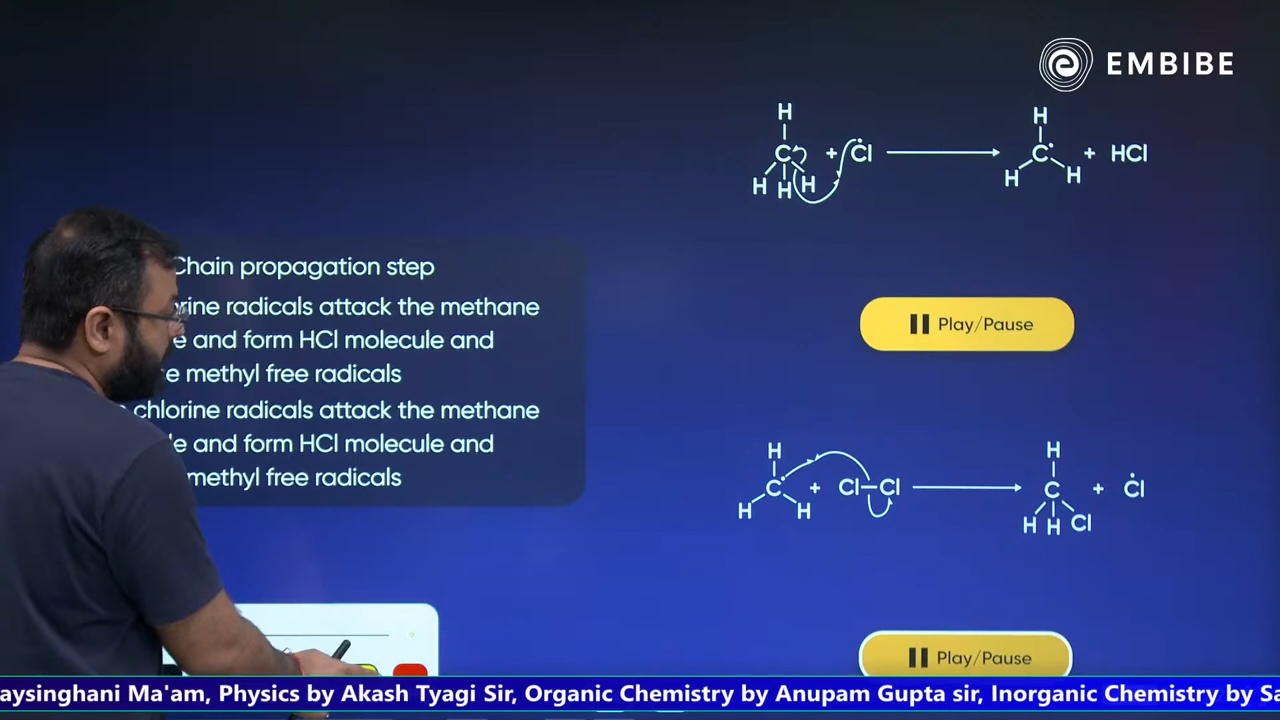 EMBIBE
H
C + Cl → C + HCl
H H H H H
Chain propagation step
rine radicals attack the methane
e and form HCl molecule and
e methyl free radicals
chlorine radicals attack the methane
le and form HCl molecule and
methyl free radicals
Play/Pause
H H
C + Cl–Cl → C + Cl
H H H H Cl
Play/Pause
aysinghani Ma'am, Physics by Akash Tyagi Sir, Organic Chemistry by Anupam Gupta sir, Inorganic Chemistry by Sa